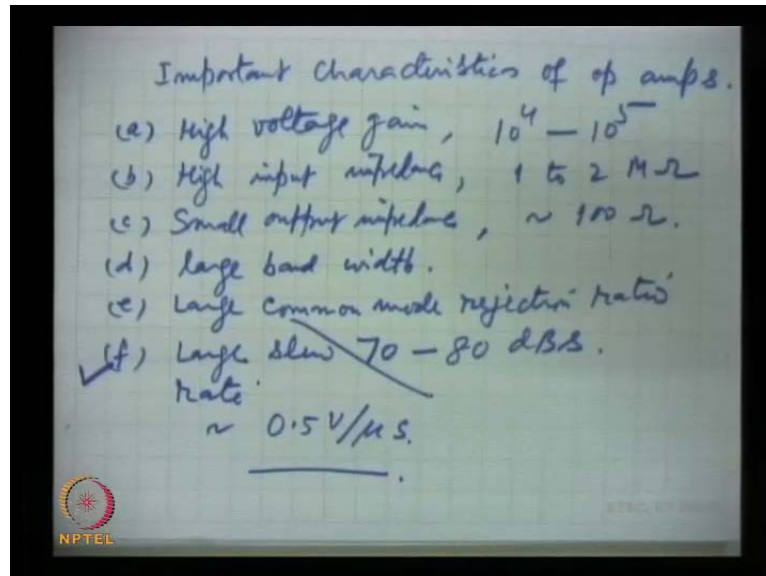 Important Characteristics of op amps.
(a) High voltage gain, 10⁴ — 10⁵
(b) High input impedance, 1 to 2 MΩ
(c) Small output impedance, ~ 100 Ω.
(d) large band width.
(e) Large common mode rejection ratio
70 – 80 dBS.
(f) Large slew
rate
~ 0.5 V/μs.
NPTEL